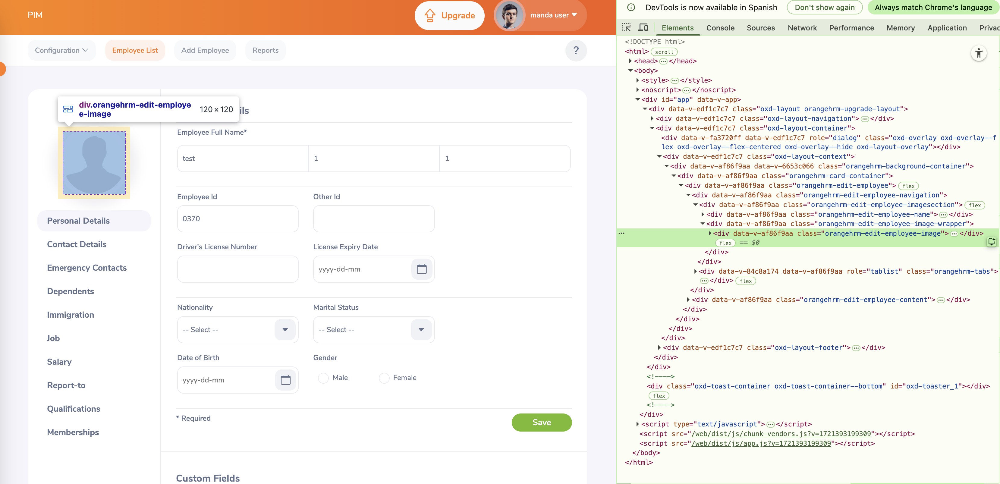 PIM
Upgrade
manda user
Configuration
Employee List
Add Employee
Reports
?
div.orangehrm-edit-employe
e-image
120 × 120
ils
Employee Full Name*
test
1
1
Employee Id
Other Id
0370
Driver's License Number
License Expiry Date
yyyy-dd-mm
Nationality
Marital Status
-- Select --
-- Select --
Date of Birth
Gender
yyyy-dd-mm
Male
Female
* Required
Save
Custom Fields
Personal Details
Contact Details
Emergency Contacts
Dependents
Immigration
Job
Salary
Report-to
Qualifications
Memberships
DevTools is now available in Spanish
Don't show again
Always match Chrome's language
Elements
Console
Sources
Network
Performance
Memory
Application
Privac
<!DOCTYPE html>
<html> scroll
<head> … </head>
<body>
<style> … </style>
<noscript> … </noscript>
<div id="app" data-v-app>
<div data-v-edf1c7c7 class="oxd-layout orangehrm-upgrade-layout">
<div data-v-edf1c7c7 class="oxd-layout-navigation"> … </div>
<div data-v-edf1c7c7 class="oxd-layout-container">
<div data-v-fa3720ff data-v-edf1c7c7 role="dialog" class="oxd-overlay oxd-overlay--f
lex oxd-overlay--flex-centered oxd-overlay--hide oxd-layout-overlay"></div>
<div data-v-edf1c7c7 class="oxd-layout-context">
<div data-v-af86f9aa data-v-6653c066 class="orangehrm-background-container">
<div data-v-af86f9aa class="orangehrm-card-container">
<div data-v-af86f9aa class="orangehrm-edit-employee"> flex
<div data-v-af86f9aa class="orangehrm-edit-employee-navigation">
<div data-v-af86f9aa class="orangehrm-edit-employee-imagesection"> flex
<div data-v-af86f9aa class="orangehrm-edit-employee-name"> … </div>
<div data-v-af86f9aa class="orangehrm-edit-employee-image-wrapper">
… <div data-v-af86f9aa class="orangehrm-edit-employee-image"> … </div>
flex == $0
</div>
</div>
<div data-v-84c8a174 data-v-af86f9aa role="tablist" class="orangehrm-tabs">
… </div> flex
</div>
<div data-v-af86f9aa class="orangehrm-edit-employee-content"> … </div>
</div>
</div>
</div>
</div>
<div data-v-edf1c7c7 class="oxd-layout-footer"> … </div>
</div>
</div>
<!---->
<div class="oxd-toast-container oxd-toast-container--bottom" id="oxd-toaster_1"></div>
flex
<!---->
</div>
<script type="text/javascript"> … </script>
<script src="/web/dist/js/chunk-vendors.js?v=1721393199309"></script>
<script src="/web/dist/js/app.js?v=1721393199309"></script>
</body>
</html>